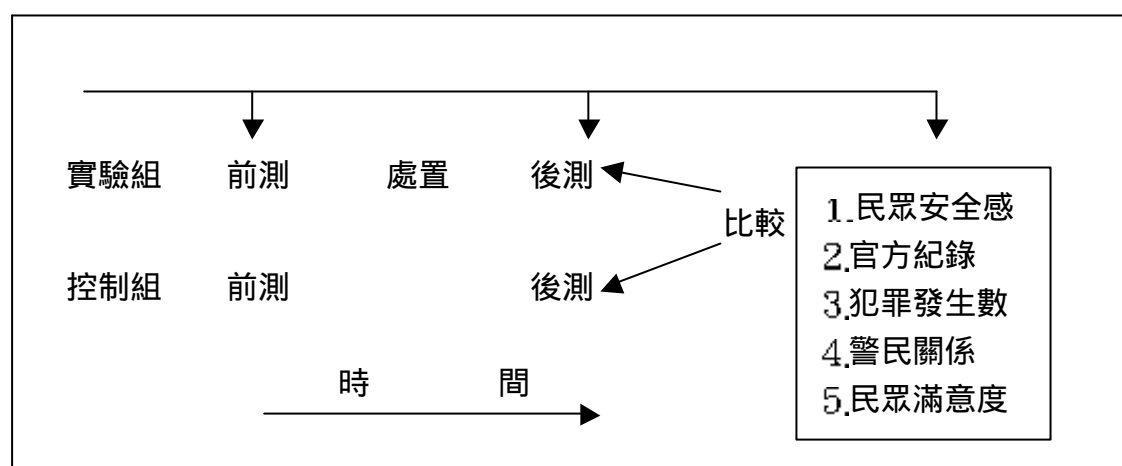 實驗組 前測 處置 後測
比較
控制組 前測 後測
時 間
1.民眾安全感
2.官方紀錄
3.犯罪發生數
4.警民關係
5.民眾滿意度